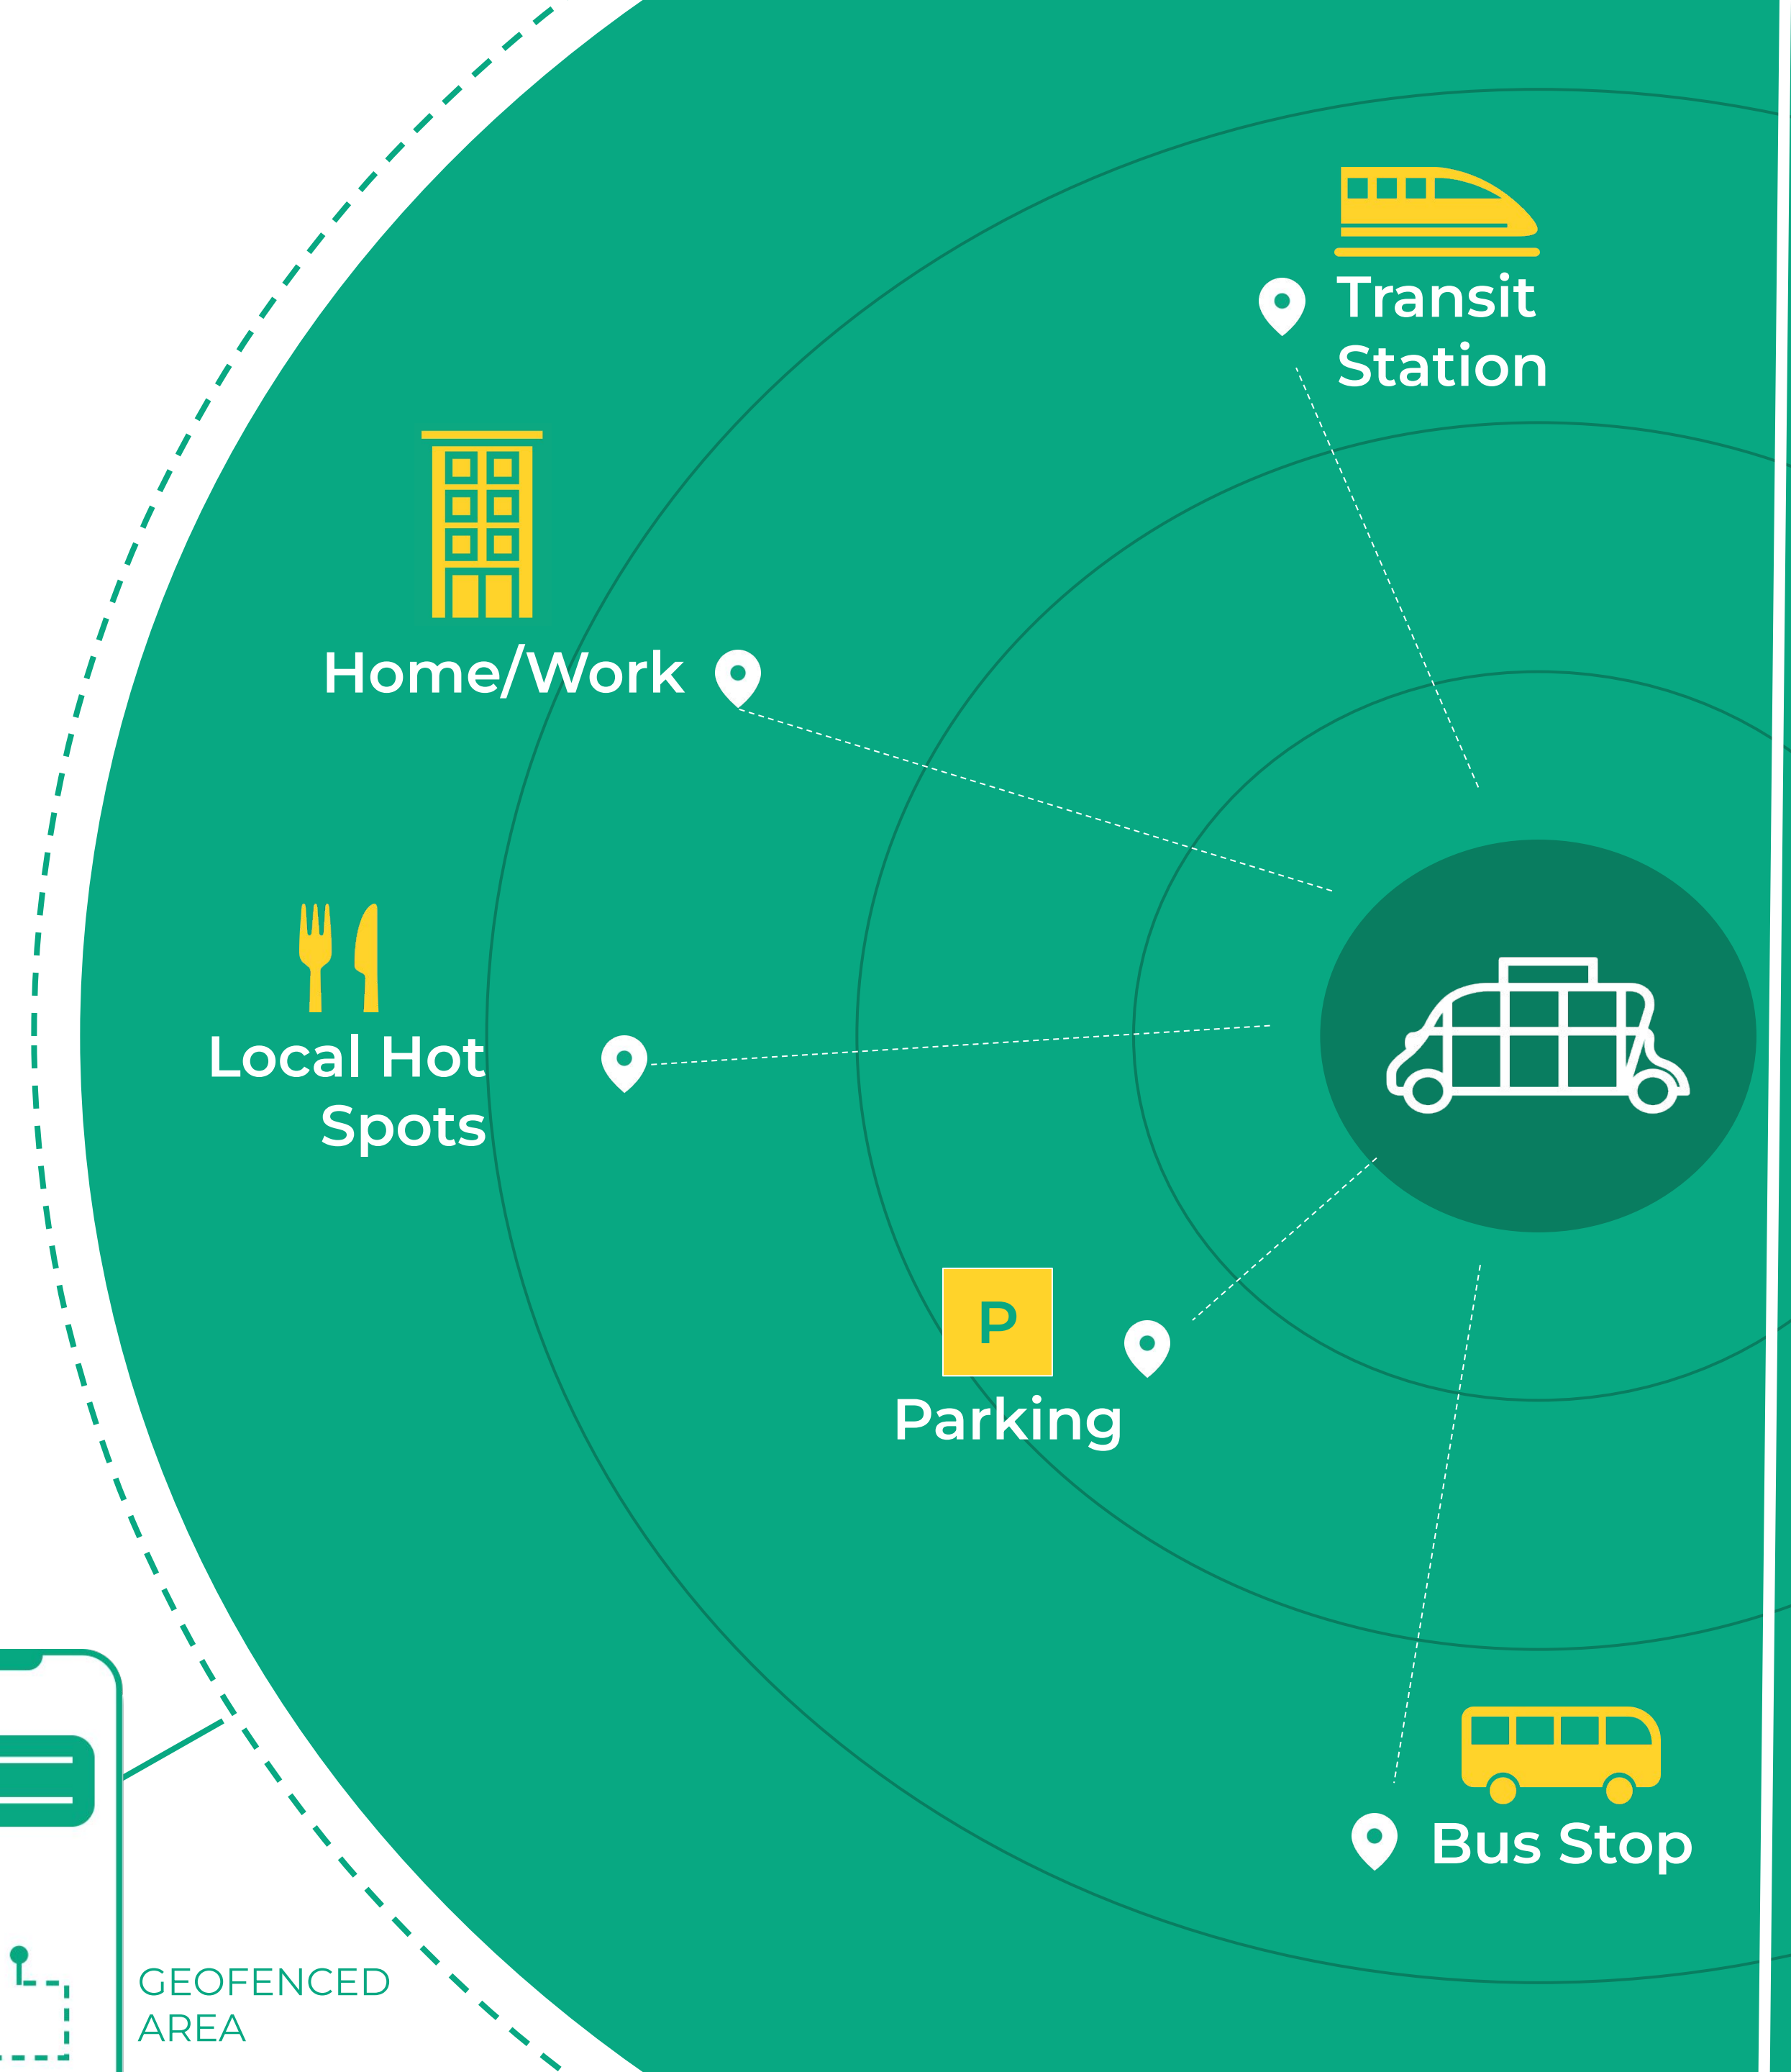 Transit
Station
Home/Work
Local Hot
Spots
P
Parking
Bus Stop
GEOFENCED
AREA